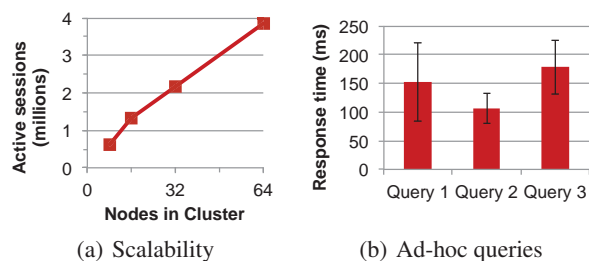 4
3
2
1
0
Active sessions
(millions)
0 32 64
Nodes in Cluster
(a) Scalability
250
200
150
100
50
0
Response time (ms)
Query 1 Query 2 Query 3
(b) Ad-hoc queries